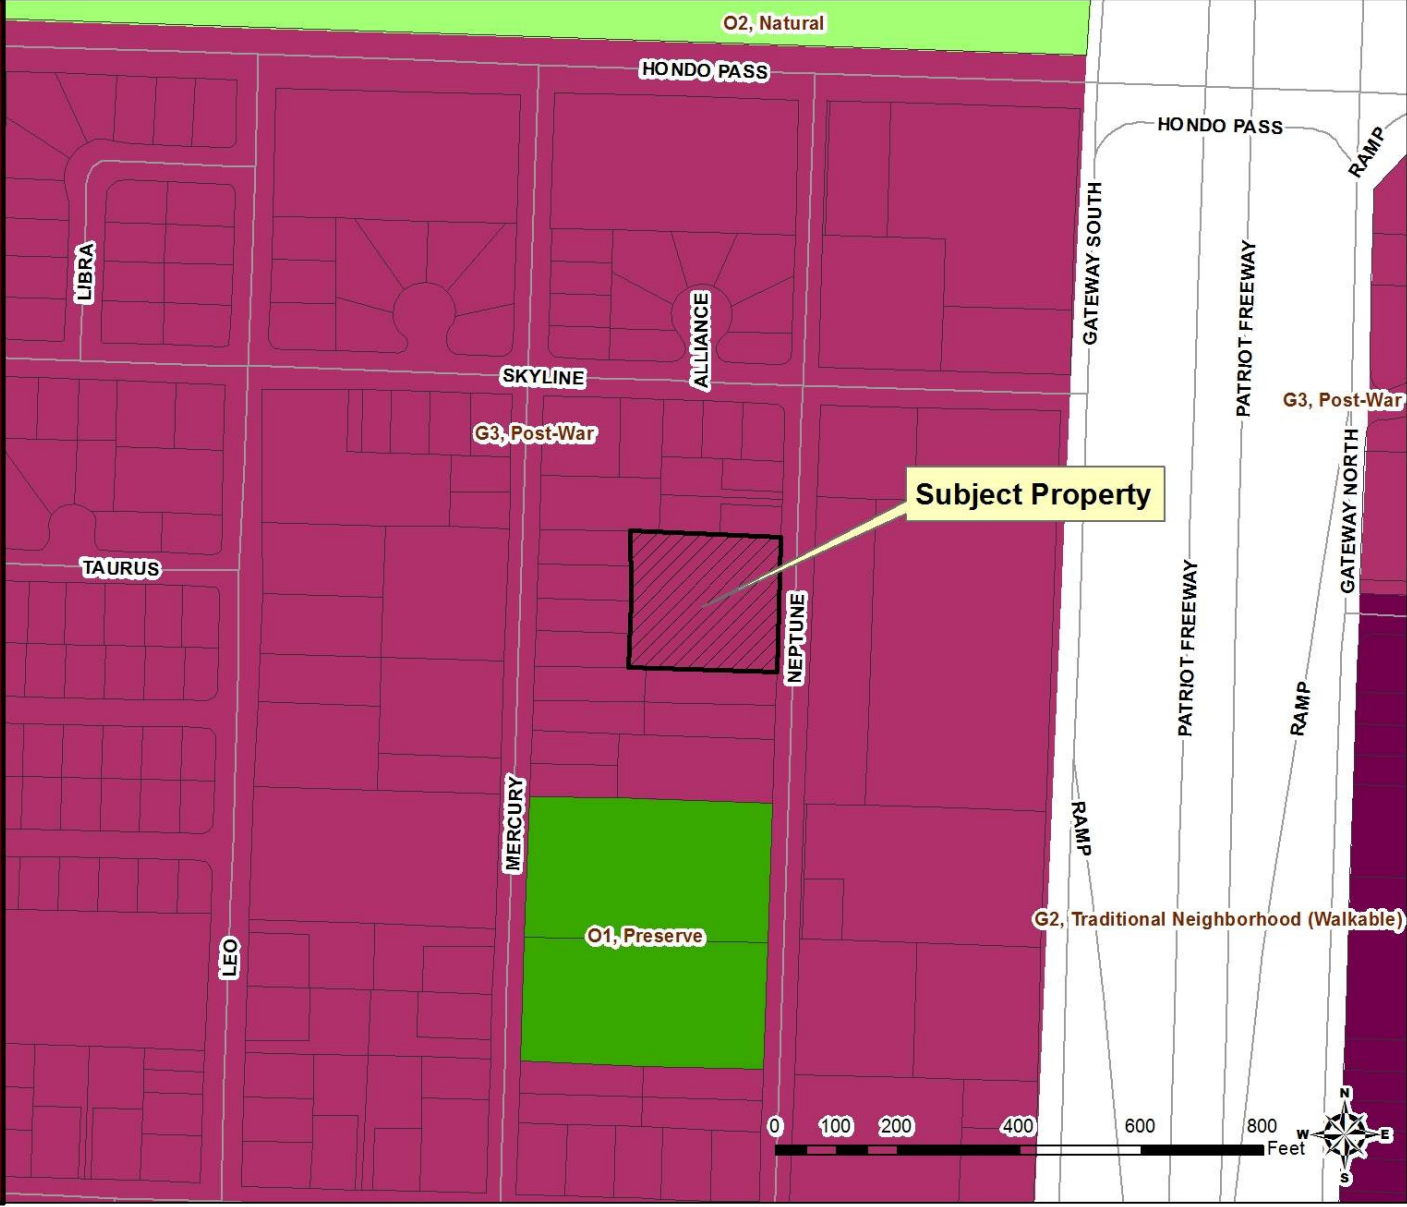 O2, Natural
HONDO PASS
HONDO PASS
RAMP
GATEWAY SOUTH
LIBRA
PATRIOT FREEWAY
ALLIANCE
SKYLINE
G3, Post-War
G3, Post-War
Subject Property
GATEWAY NORTH
TAURUS
NEPTUNE
PATRIOT FREEWAY
RAMP
MERCURY
RAMP
O1, Preserve
G2, Traditional Neighborhood (Walkable)
LEO
0 100 200 400 600 800
Feet
N
W E
S